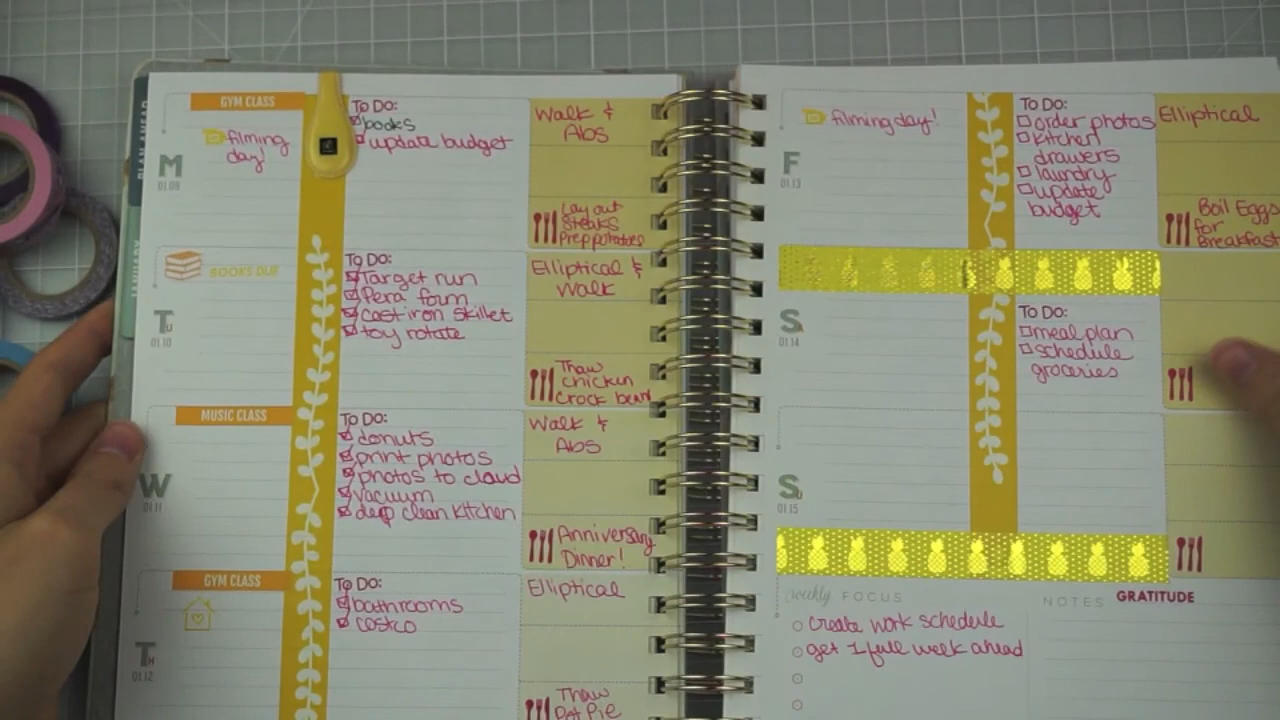 PLAN AHEAD
JANUARY
GYM CLASS
filming
day!
M
01.09
To Do:
books
update budget
Walk &
Abs
Lay out
Steaks
Prep potatoes
BOOKS DUE
TU
01.10
To Do:
Target run
Pera form
cast iron skillet
toy rotate
Elliptical &
Walk
Thaw
chicken
Crock bean
MUSIC CLASS
W
01.11
To Do:
donuts
print photos
photos to cloud
vacuum
deep clean kitchen
Walk &
Abs
Anniversary
Dinner!
GYM CLASS
TH
01.12
To Do:
bathrooms
costco
Elliptical
Thaw
Pot Pie
filming day!
F
01.13
To Do:
order photos
kitchen
drawers
laundry
update
budget
Elliptical
Boil Eggs
for
Breakfast
S
01.14
To Do:
meal plan
schedule
groceries
SU
01.15
weekly FOCUS
create work schedule
get 1 full week ahead
NOTES GRATITUDE